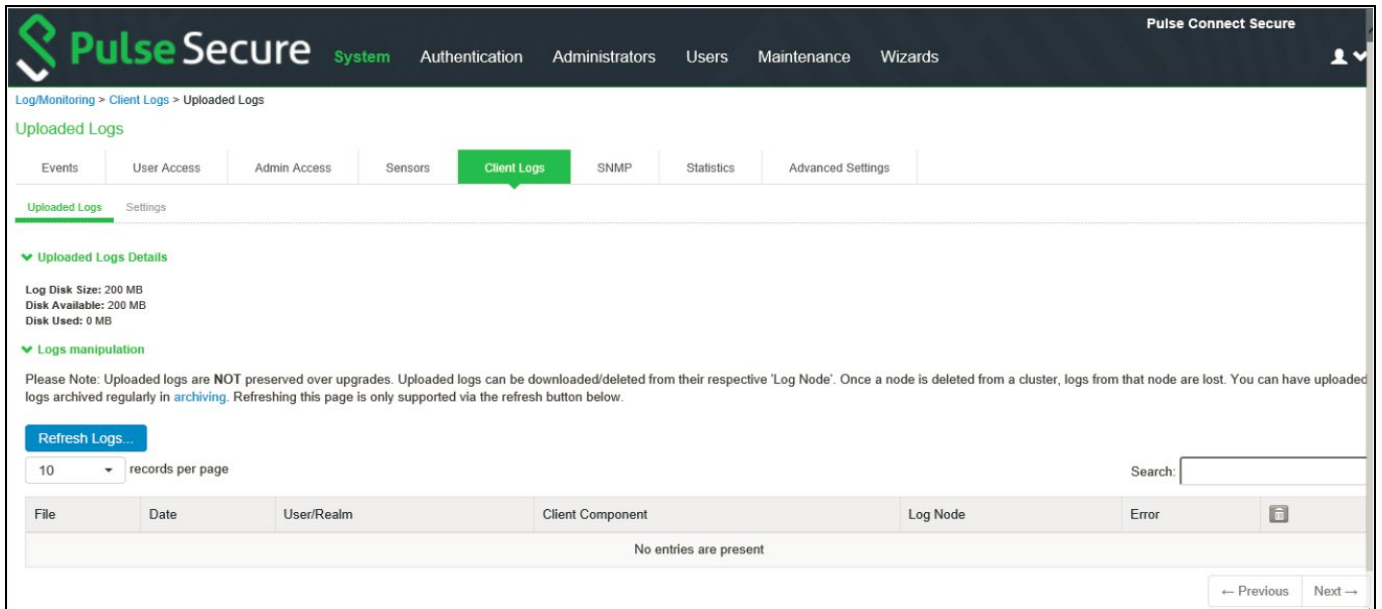 Pulse Connect Secure
Pulse Secure System Authentication Administrators Users Maintenance Wizards
Log/Monitoring > Client Logs > Uploaded Logs
Uploaded Logs
Events User Access Admin Access Sensors Client Logs SNMP Statistics Advanced Settings
Uploaded Logs Settings
Uploaded Logs Details
Log Disk Size: 200 MB
Disk Available: 200 MB
Disk Used: 0 MB
Logs manipulation
Please Note: Uploaded logs are NOT preserved over upgrades. Uploaded logs can be downloaded/deleted from their respective 'Log Node'. Once a node is deleted from a cluster, logs from that node are lost. You can have uploaded
logs archived regularly in archiving. Refreshing this page is only supported via the refresh button below.
Refresh Logs...
10 records per page Search:
File Date User/Realm Client Component Log Node Error
No entries are present
← Previous Next →